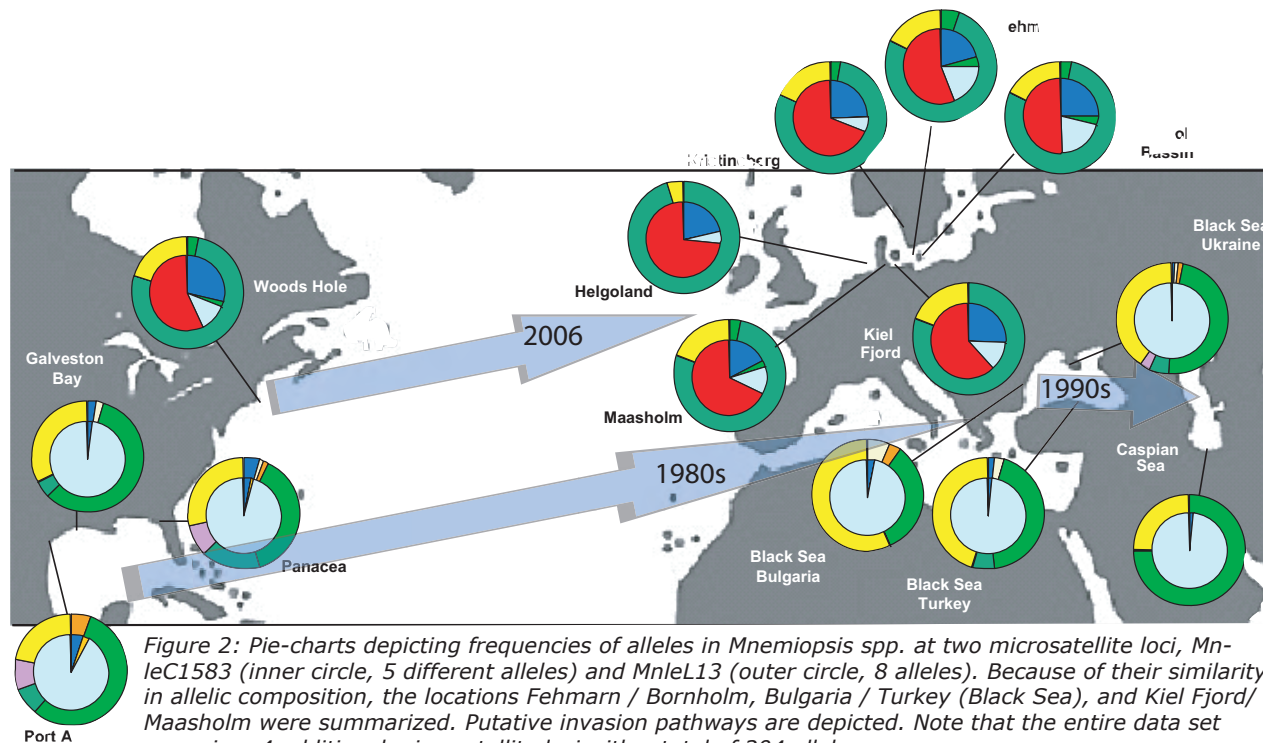 ehm
ol
Bassin
Kristineberg
Black Sea
Ukraine
Woods Hole
Helgoland
2006
Galveston
Bay
Kiel
Fjord
1990s
Maasholm
Caspian
Sea
1980s
Black Sea
Bulgaria
Black Sea
Turkey
Panacea
Port A
Figure 2: Pie-charts depicting frequencies of alleles in Mnemiopsis spp. at two microsatellite loci, Mn-
leC1583 (inner circle, 5 different alleles) and MnleL13 (outer circle, 8 alleles). Because of their similarity
in allelic composition, the locations Fehmarn / Bornholm, Bulgaria / Turkey (Black Sea), and Kiel Fjord/
Maasholm were summarized. Putative invasion pathways are depicted. Note that the entire data set